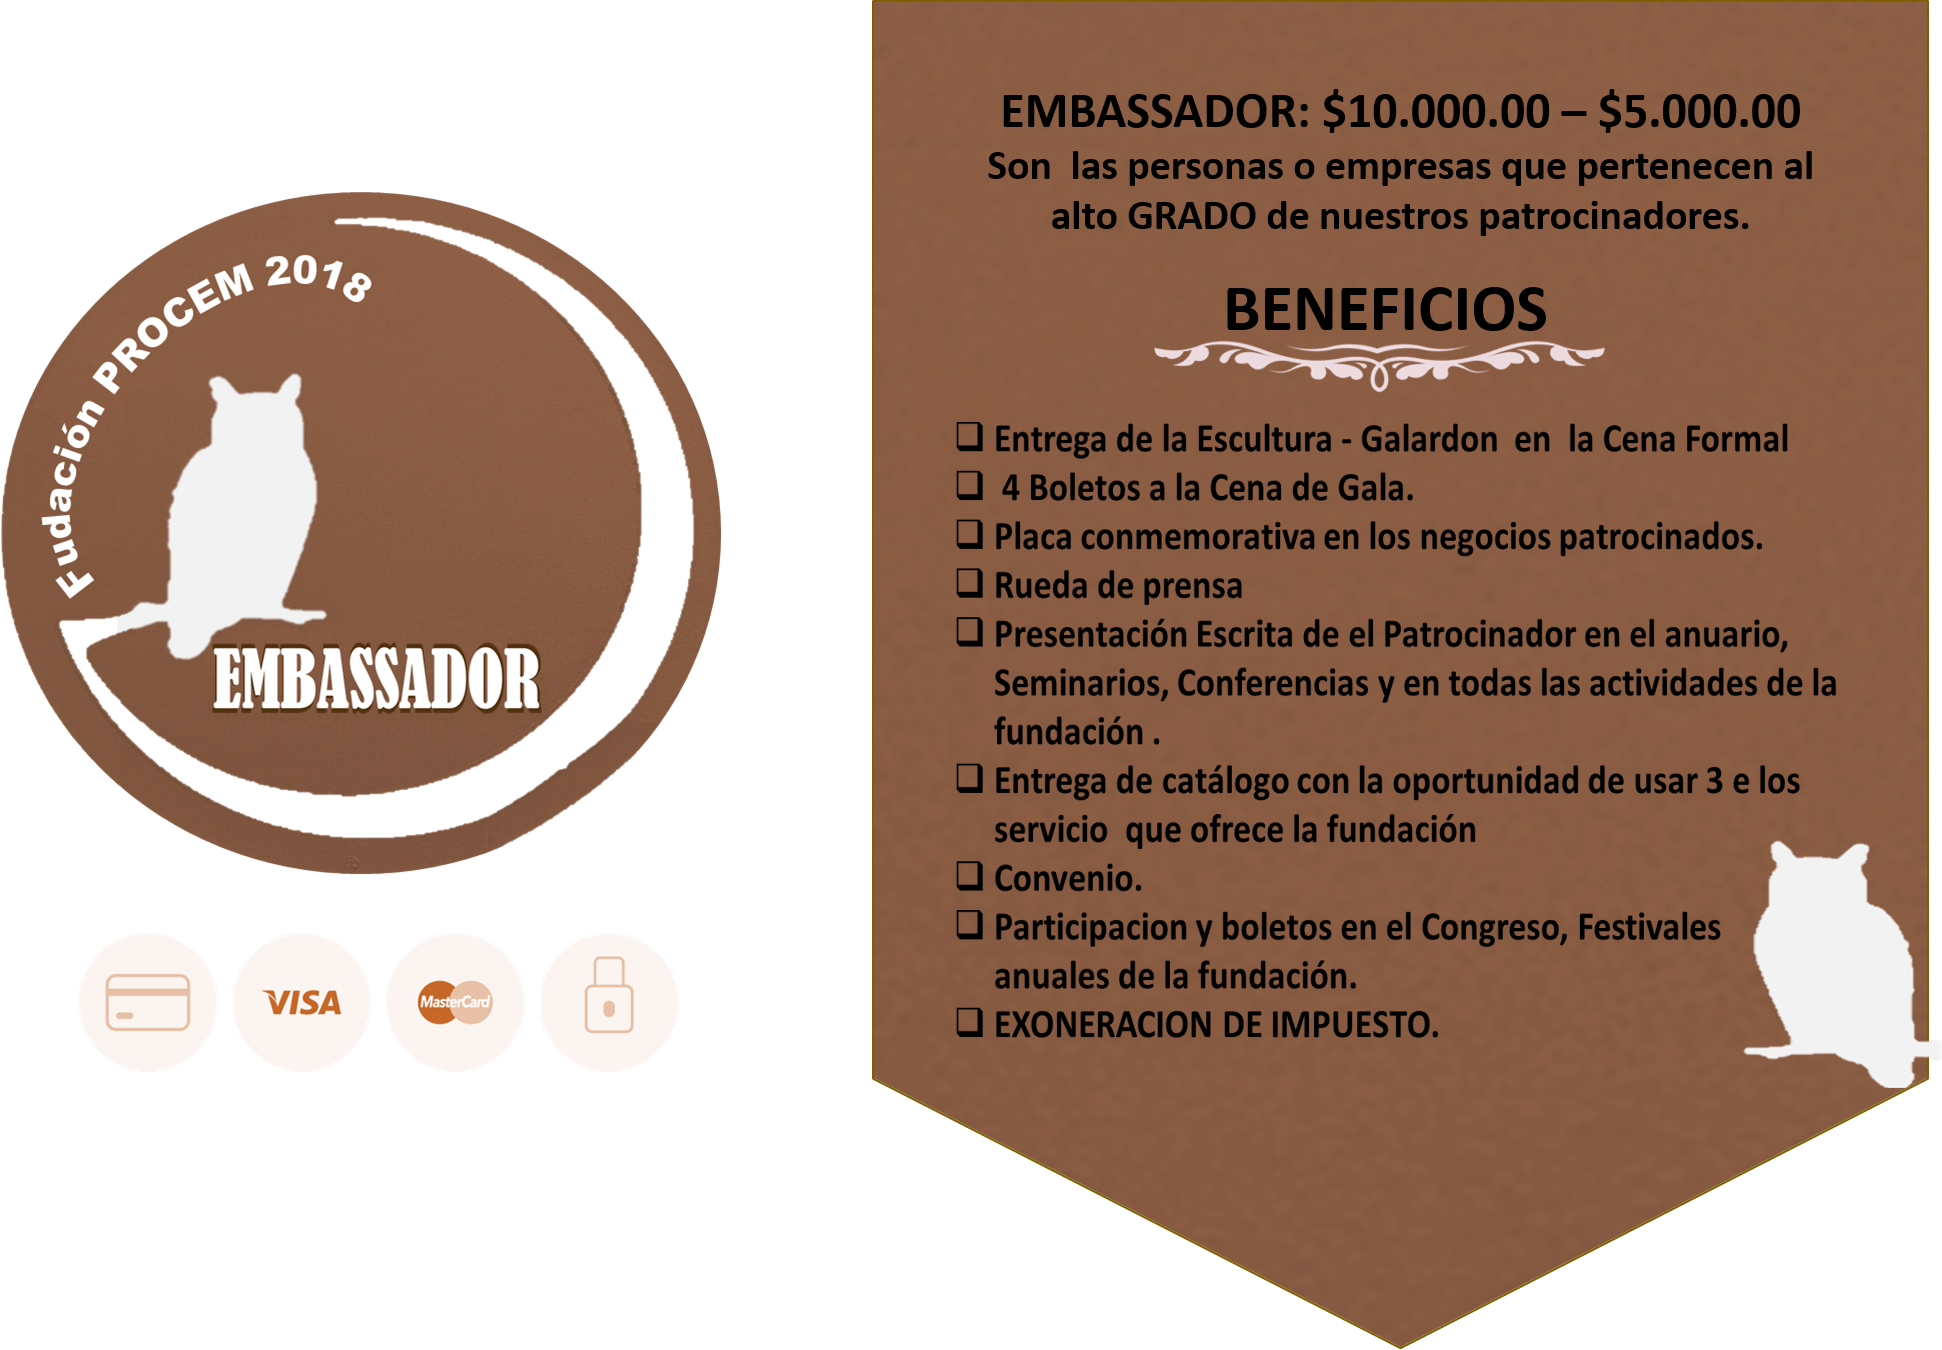 Fudación PROCEM 2018
EMBASSADOR
VISA
MasterCard
EMBASSADOR: $10.000.00 – $5.000.00
Son las personas o empresas que pertenecen al
alto GRADO de nuestros patrocinadores.
BENEFICIOS
❑ Entrega de la Escultura - Galardon en la Cena Formal
❑ 4 Boletos a la Cena de Gala.
❑ Placa conmemorativa en los negocios patrocinados.
❑ Rueda de prensa
❑ Presentación Escrita de el Patrocinador en el anuario,
Seminarios, Conferencias y en todas las actividades de la
fundación .
❑ Entrega de catálogo con la oportunidad de usar 3 e los
servicio que ofrece la fundación
❑ Convenio.
❑ Participacion y boletos en el Congreso, Festivales
anuales de la fundación.
❑ EXONERACION DE IMPUESTO.